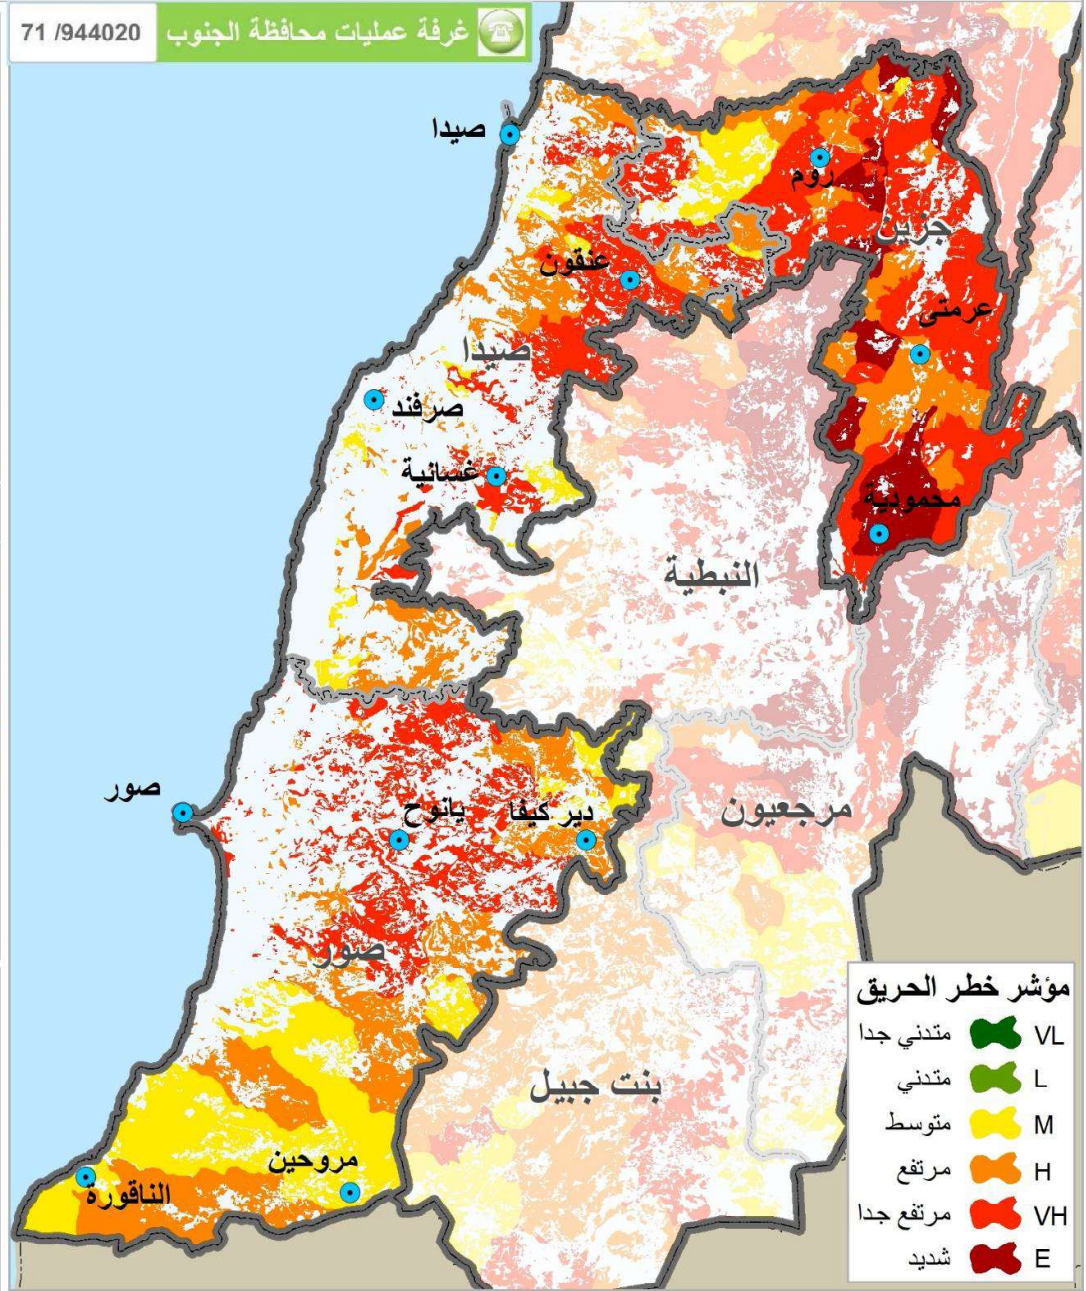 غرفة عمليات محافظة الجنوب 71 /944020
صيدا
روم
جزين
عنقون
عرمتى
صيدا
صرفند
غسانية
محمودية
النبطية
صور
يانوح
دير كيفا
مرجعيون
صور
بنت جبيل
مروحين
الناقورة
مؤشر خطر الحريق
VL متدني جدا
L متدني
M متوسط
H مرتفع
VH مرتفع جدا
E شديد